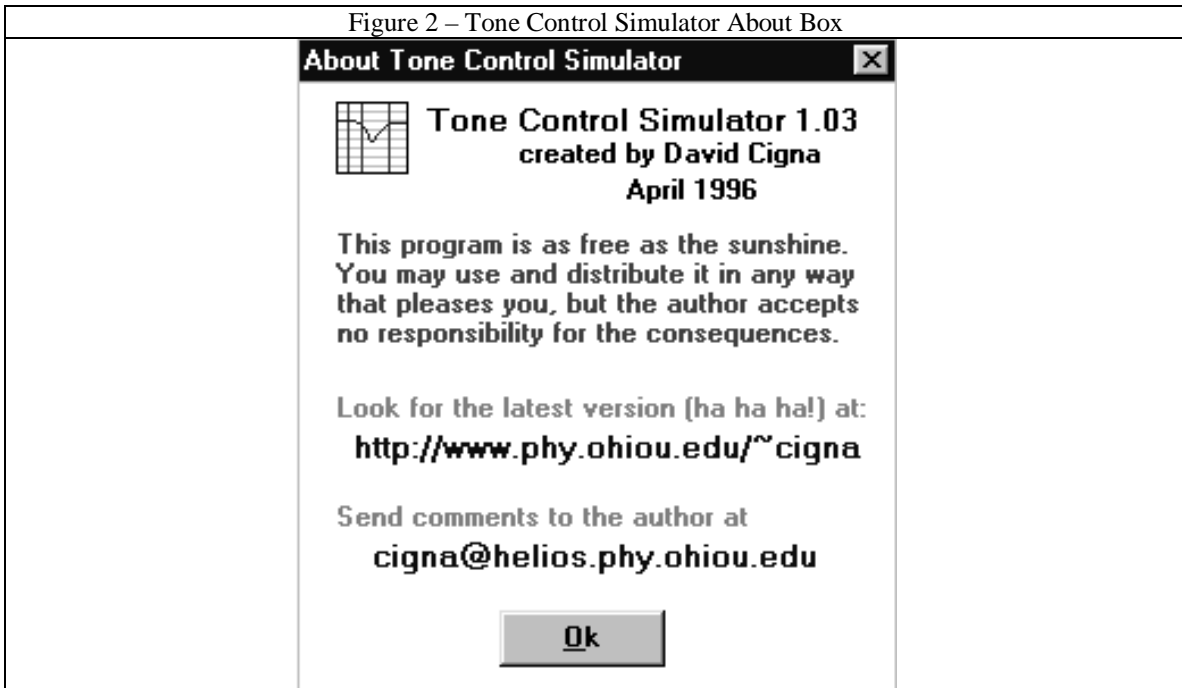 Figure 2 – Tone Control Simulator About Box
About Tone Control Simulator
Tone Control Simulator 1.03
created by David Cigna
April 1996
This program is as free as the sunshine.
You may use and distribute it in any way
that pleases you, but the author accepts
no responsibility for the consequences.
Look for the latest version (ha ha ha!) at:
http://www.phy.ohiou.edu/~cigna
Send comments to the author at
cigna@helios.phy.ohiou.edu
Ok